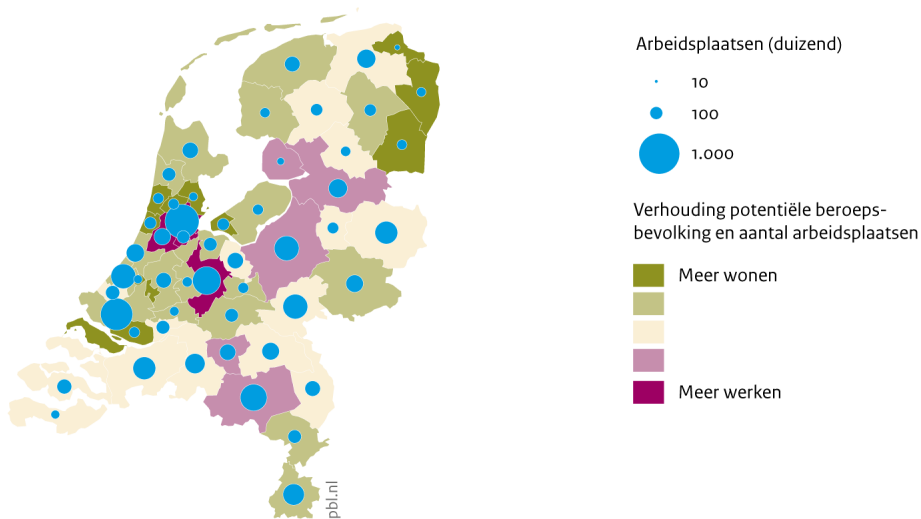 Arbeidsplaatsen (duizend)
10
100
1.000
Verhouding potentiële beroeps-
bevolking en aantal arbeidsplaatsen
Meer wonen
Meer werken
pbl.nl